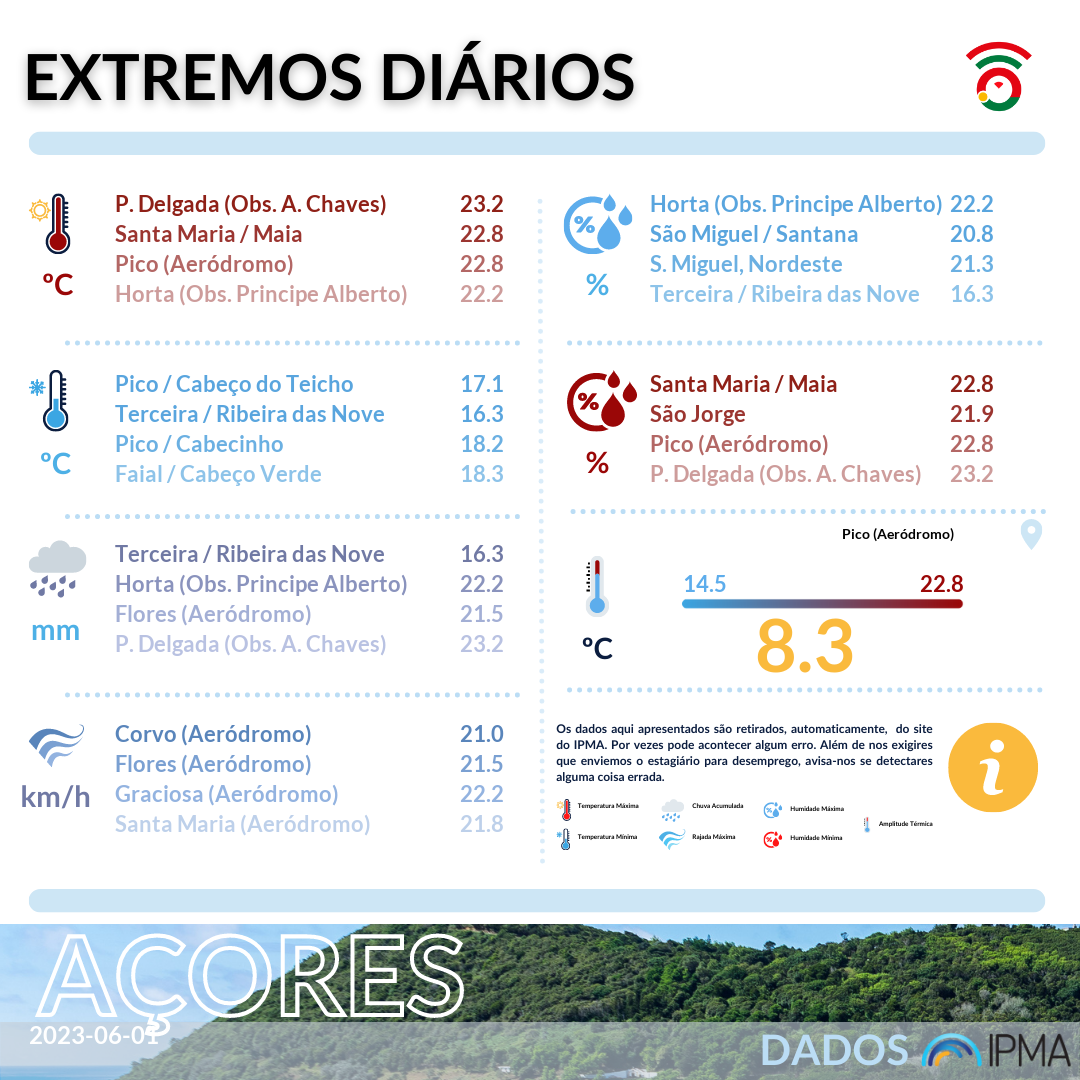 EXTREMOS DIÁRIOS
ºC
P. Delgada (Obs. A. Chaves) 23.2
Santa Maria / Maia 22.8
Pico (Aeródromo) 22.8
Horta (Obs. Principe Alberto) 22.2
ºC
Pico / Cabeço do Teicho 17.1
Terceira / Ribeira das Nove 16.3
Pico / Cabecinho 18.2
Faial / Cabeço Verde 18.3
mm
Terceira / Ribeira das Nove 16.3
Horta (Obs. Principe Alberto) 22.2
Flores (Aeródromo) 21.5
P. Delgada (Obs. A. Chaves) 23.2
km/h
Corvo (Aeródromo) 21.0
Flores (Aeródromo) 21.5
Graciosa (Aeródromo) 22.2
Santa Maria (Aeródromo) 21.8
%
%
Horta (Obs. Principe Alberto) 22.2
São Miguel / Santana 20.8
S. Miguel, Nordeste 21.3
Terceira / Ribeira das Nove 16.3
%
%
Santa Maria / Maia 22.8
São Jorge 21.9
Pico (Aeródromo) 22.8
P. Delgada (Obs. A. Chaves) 23.2
Pico (Aeródromo)
14.5 22.8
8.3
ºC
Os dados aqui apresentados são retirados, automaticamente, do site
do IPMA. Por vezes pode acontecer algum erro. Além de nos exigires
que enviemos o estagiário para desemprego, avisa-nos se detectares
alguma coisa errada.
i
Temperatura Máxima
Chuva Acumulada
Humidade Máxima
Amplitude Térmica
Temperatura Mínima
Rajada Máxima
Humidade Mínima
AÇORES
2023-06-01
DADOS IPMA